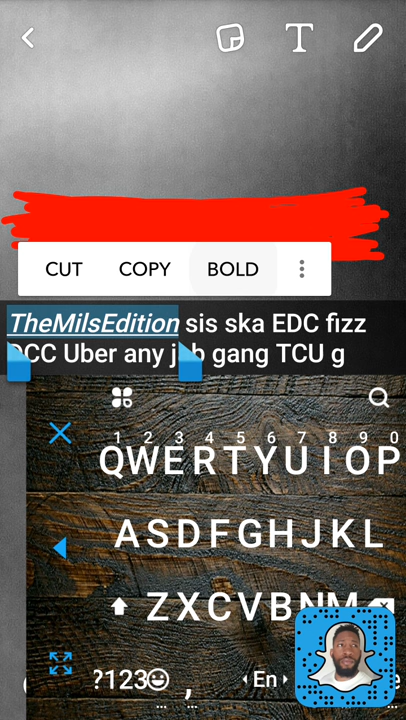 T
CUT COPY BOLD
TheMilsEdition sis ska EDC fizz
DCC Uber any job gang TCU g
1 2 3 4 5 6 7 8 9 0
QWERTYUIOP
ASDFGHJKL
ZXCVBNM
?123 , En